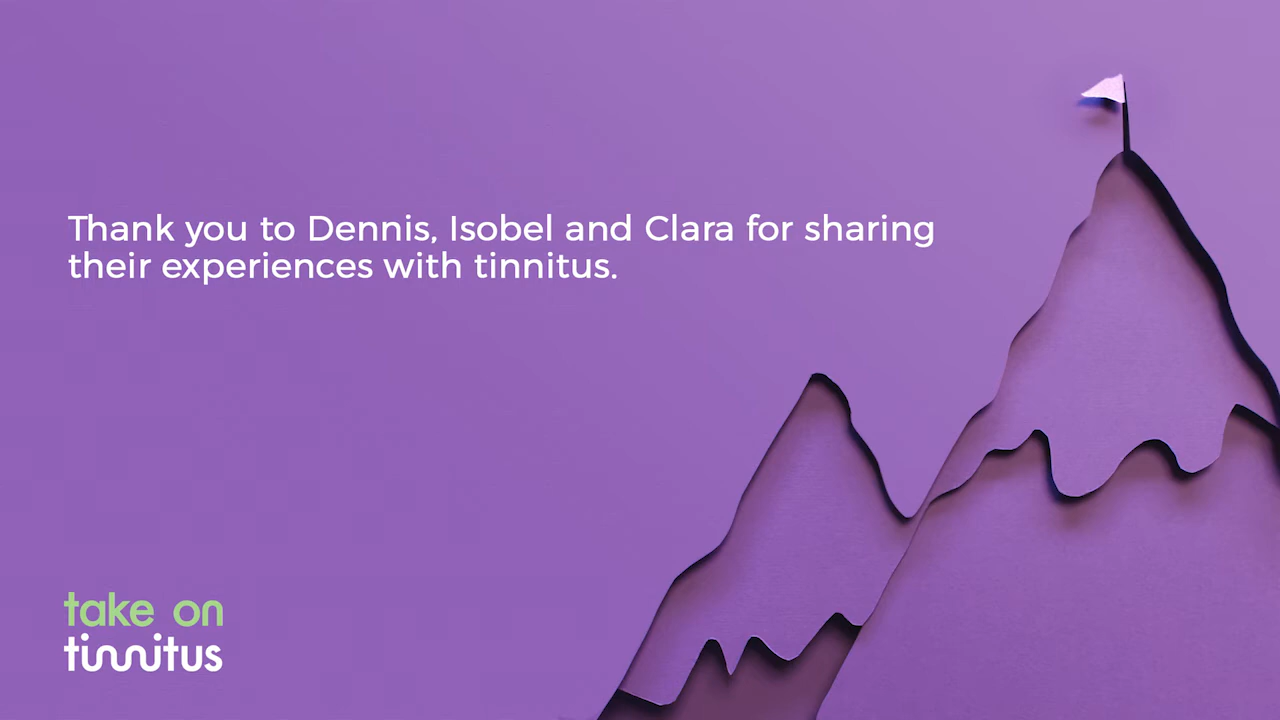 Thank you to Dennis, Isobel and Clara for sharing
their experiences with tinnitus.
take on
tinnitus